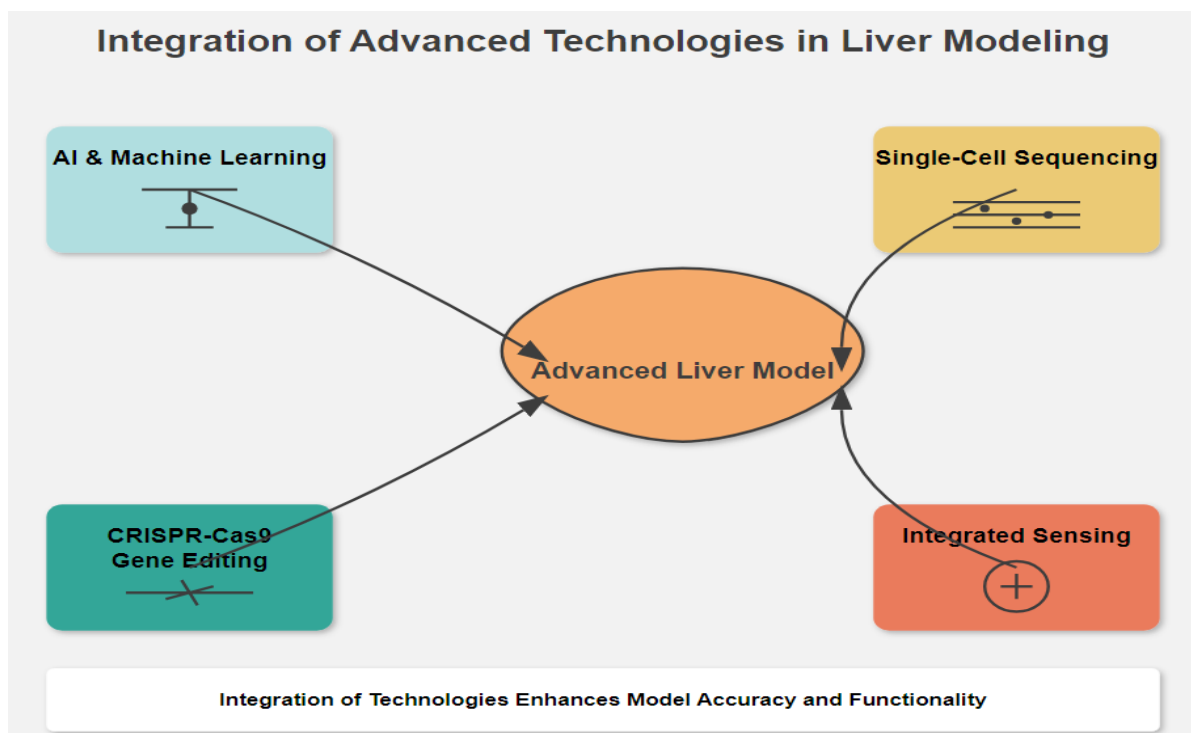 Integration of Advanced Technologies in Liver Modeling
AI & Machine Learning
Single-Cell Sequencing
Advanced Liver Model
CRISPR-Cas9
Gene Editing
Integrated Sensing
Integration of Technologies Enhances Model Accuracy and Functionality